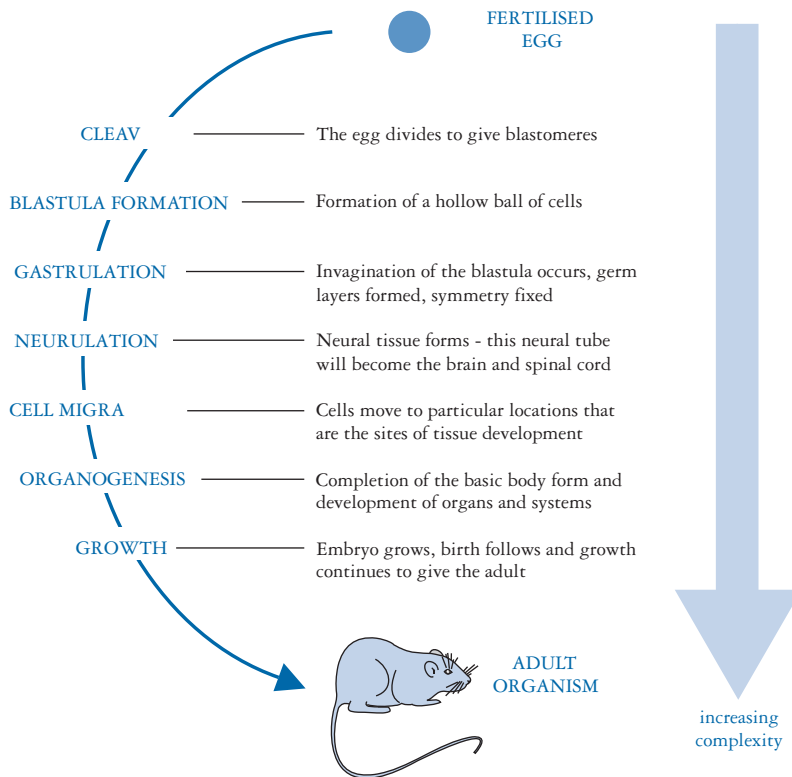 FERTILISED
EGG
CLEAV
The egg divides to give blastomeres
BLASTULA FORMATION
Formation of a hollow ball of cells
GASTRULATION
Invagination of the blastula occurs, germ
layers formed, symmetry fixed
NEURULATION
Neural tissue forms - this neural tube
will become the brain and spinal cord
CELL MIGRA
Cells move to particular locations that
are the sites of tissue development
ORGANOGENESIS
Completion of the basic body form and
development of organs and systems
GROWTH
Embryo grows, birth follows and growth
continues to give the adult
ADULT
ORGANISM
increasing
complexity